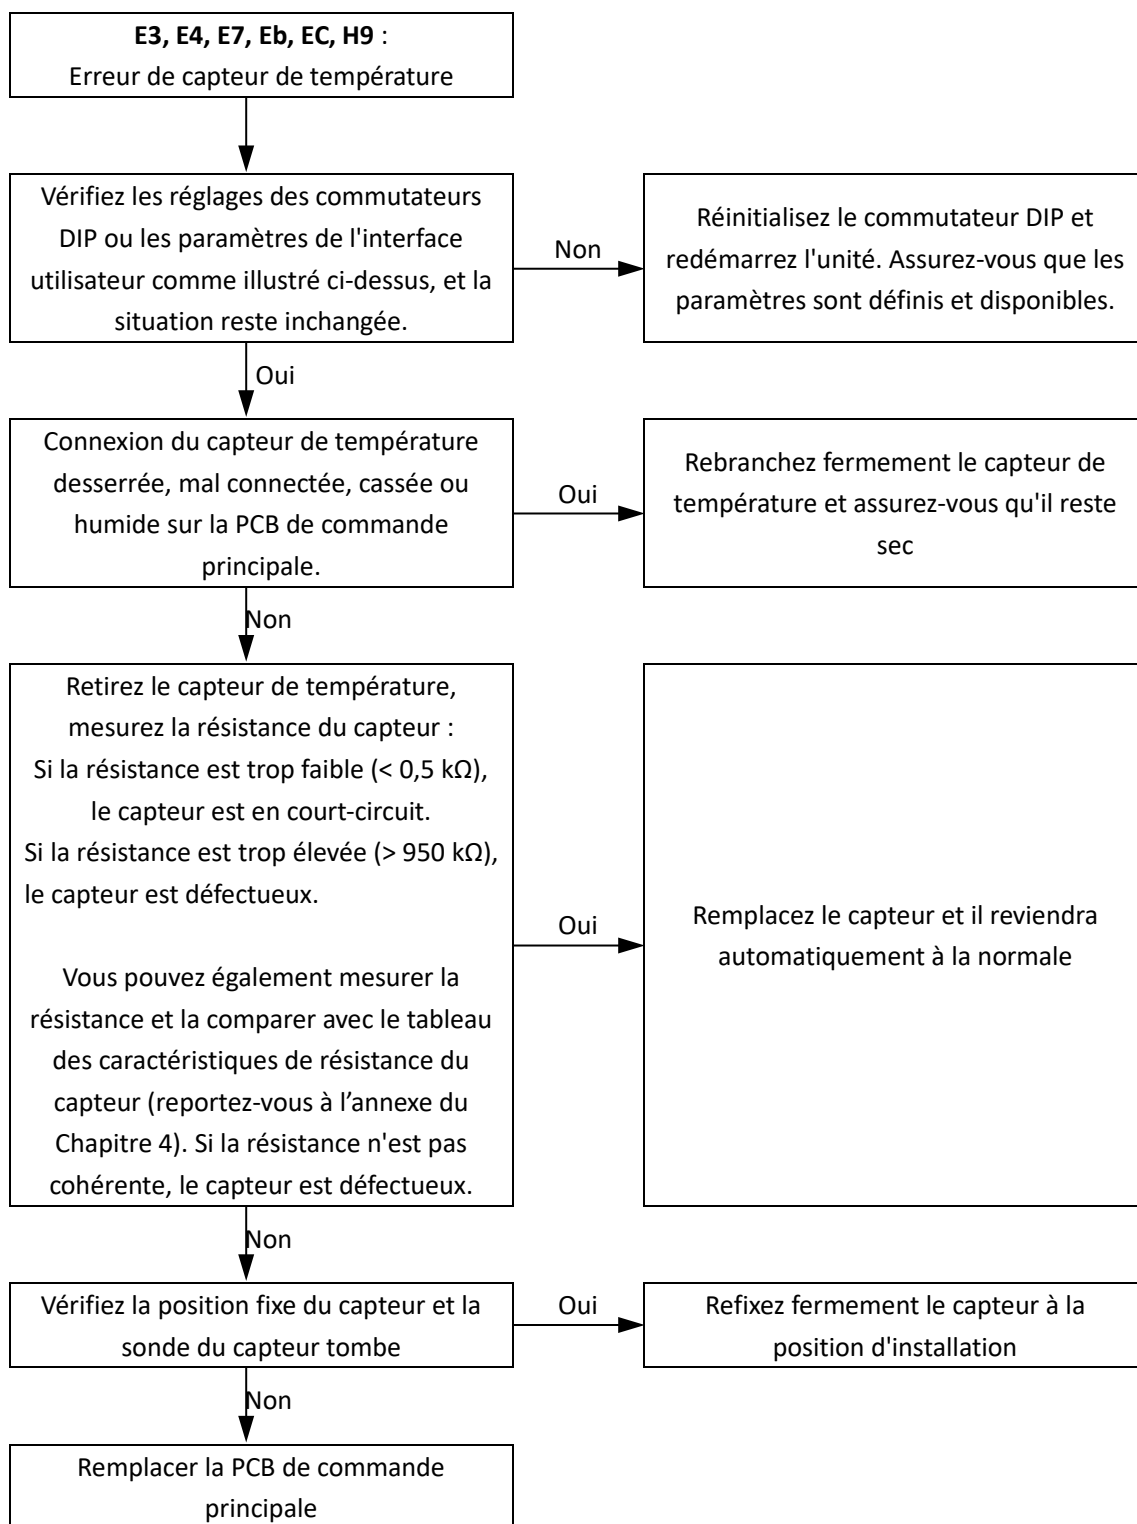 E3, E4, E7, Eb, EC, H9 :
Erreur de capteur de température
Vérifiez les réglages des commutateurs
DIP ou les paramètres de l'interface
utilisateur comme illustré ci-dessus, et la
situation reste inchangée.
Non
Réinitialisez le commutateur DIP et
redémarrez l'unité. Assurez-vous que les
paramètres sont définis et disponibles.
Oui
Connexion du capteur de température
desserrée, mal connectée, cassée ou
humide sur la PCB de commande
principale.
Oui
Rebranchez fermement le capteur de
température et assurez-vous qu'il reste
sec
Non
Retirez le capteur de température,
mesurez la résistance du capteur :
Si la résistance est trop faible (< 0,5 kΩ),
le capteur est en court-circuit.
Si la résistance est trop élevée (> 950 kΩ),
le capteur est défectueux.
Vous pouvez également mesurer la
résistance et la comparer avec le tableau
des caractéristiques de résistance du
capteur (reportez-vous à l’annexe du
Chapitre 4). Si la résistance n'est pas
cohérente, le capteur est défectueux.
Oui
Remplacez le capteur et il reviendra
automatiquement à la normale
Non
Vérifiez la position fixe du capteur et la
sonde du capteur tombe
Oui
Refixez fermement le capteur à la
position d'installation
Non
Remplacer la PCB de commande
principale